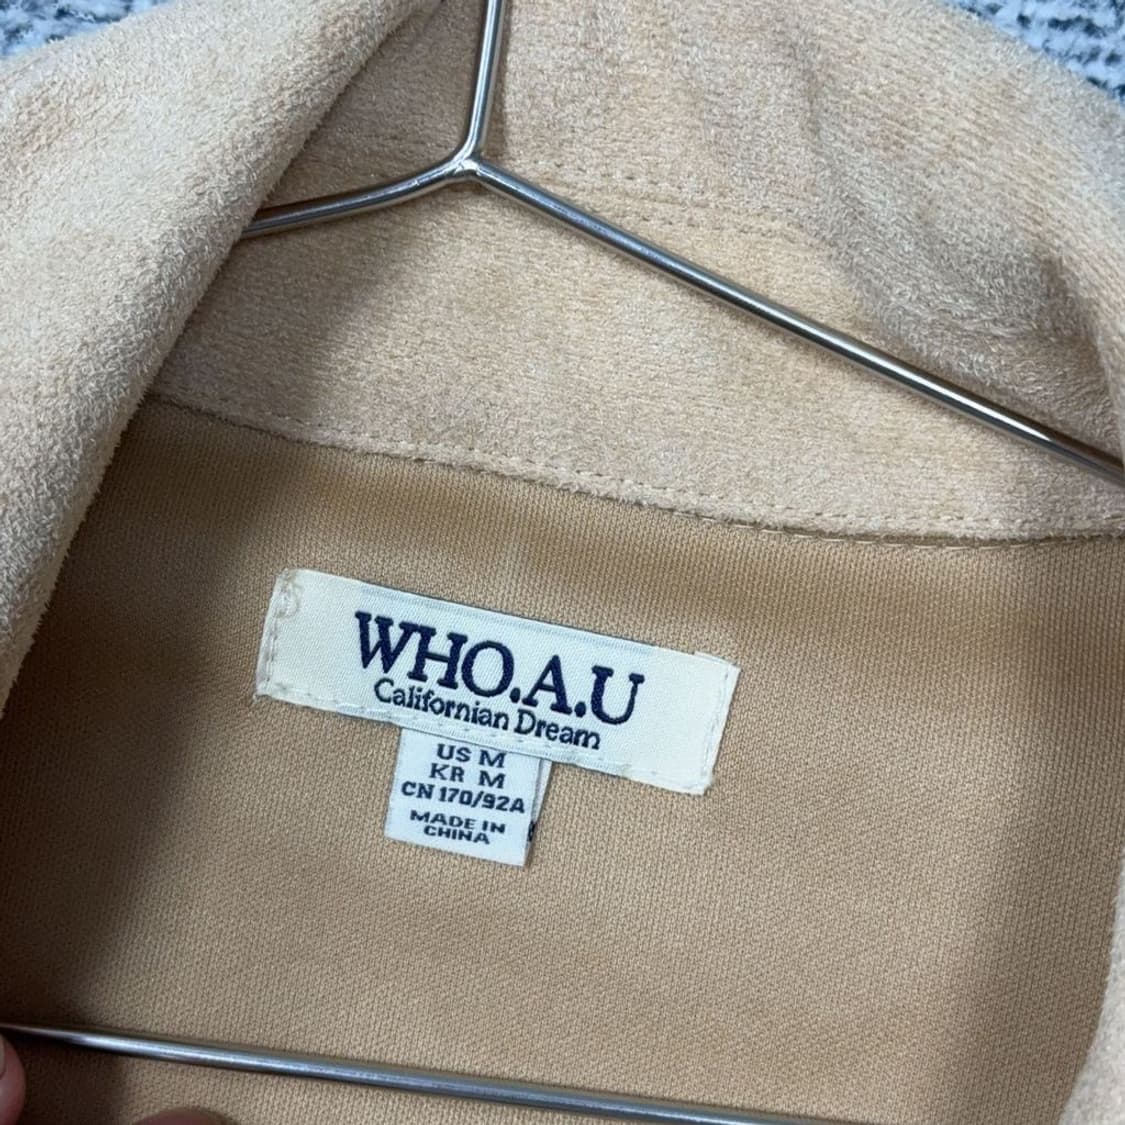 WHO.A.U
Californian Dream
US M
KR M
CN 170/92A
MADE IN
CHINA